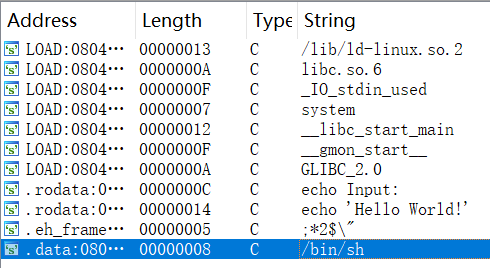 Address Length Type String
LOAD:0804⋯ 00000013 C /lib/ld-linux.so.2
LOAD:0804⋯ 0000000A C libc.so.6
LOAD:0804⋯ 0000000F C _IO_stdin_used
LOAD:0804⋯ 00000007 C system
LOAD:0804⋯ 00000012 C __libc_start_main
LOAD:0804⋯ 0000000F C __gmon_start__
LOAD:0804⋯ 0000000A C GLIBC_2.0
.rodata:0⋯ 0000000C C echo Input:
.rodata:0⋯ 00000014 C echo 'Hello World!'
.eh_frame⋯ 00000005 C ;*2$\"
.data:080⋯ 00000008 C /bin/sh